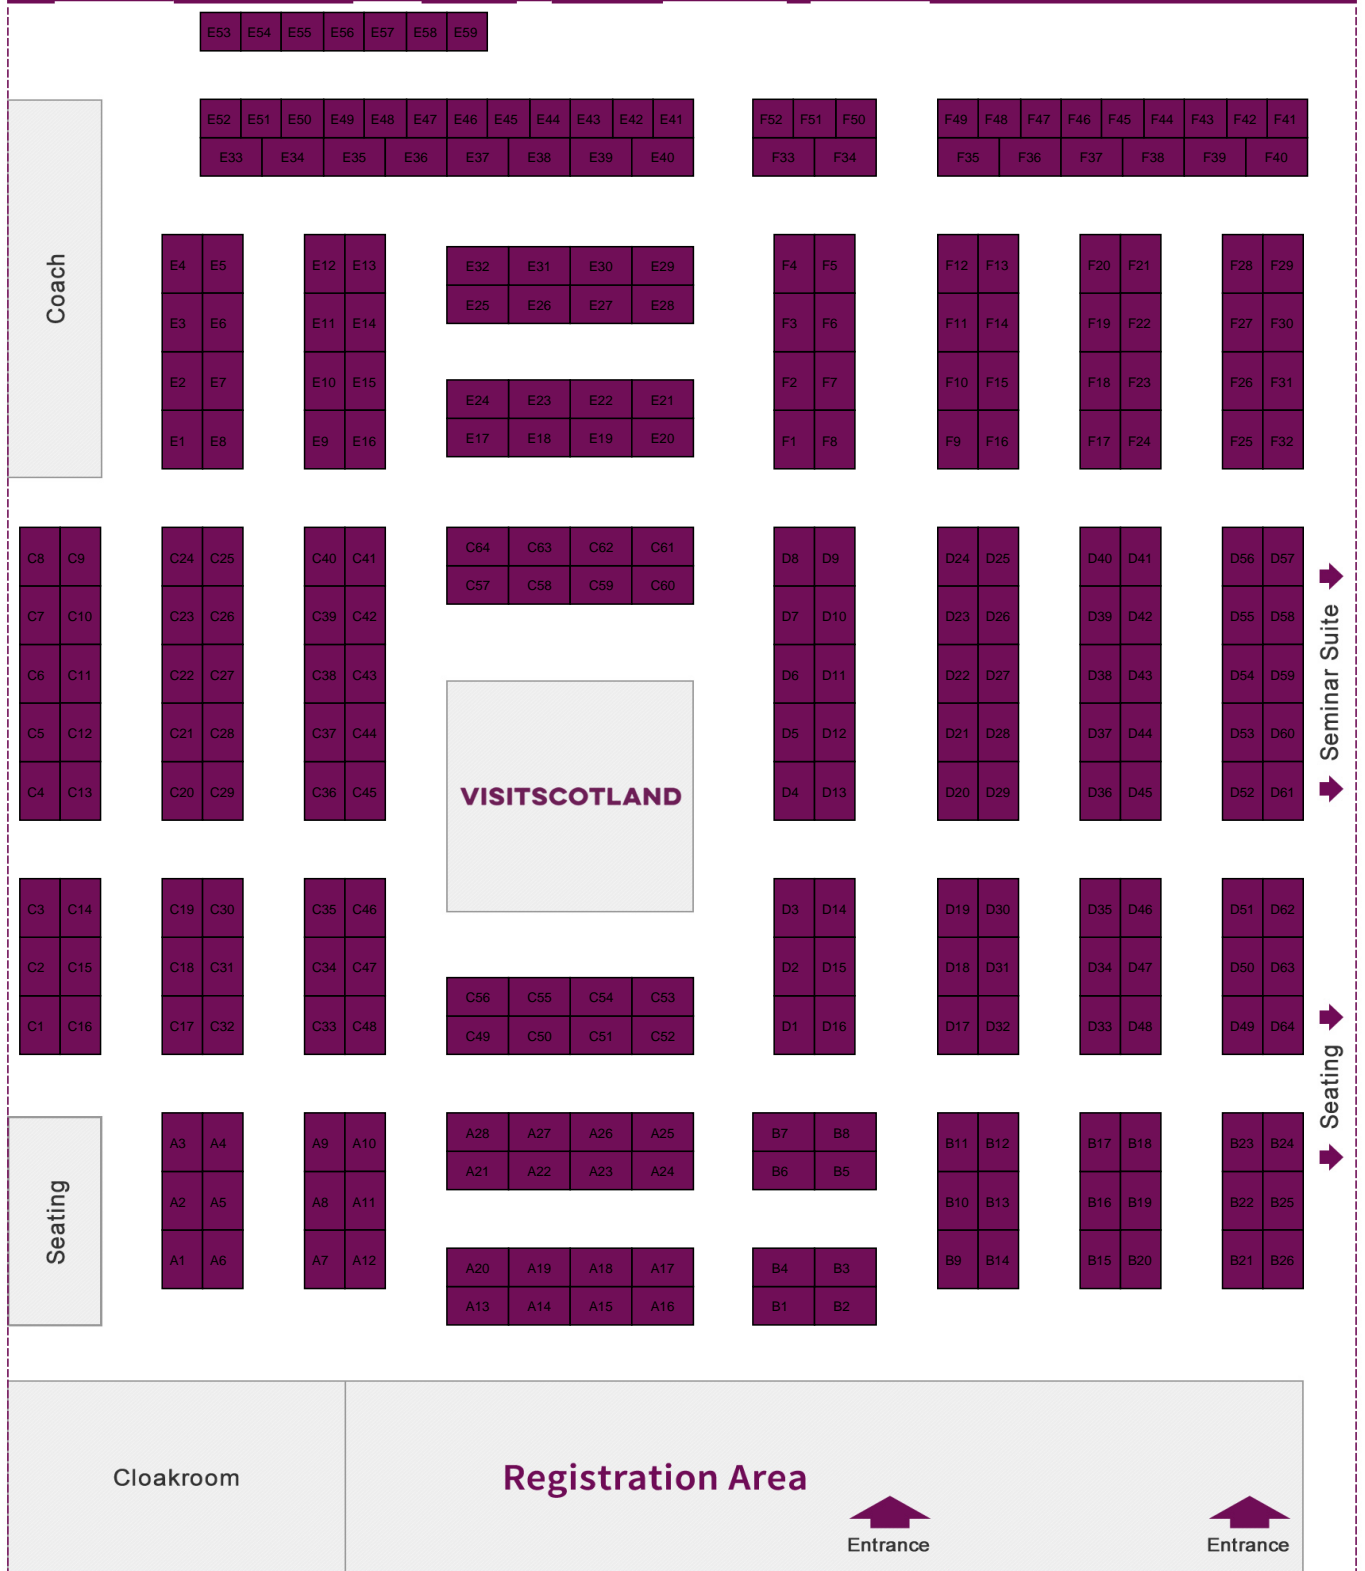 E53 E54 E55 E56 E57 E58 E59
E52 E51 E50 E49 E48 E47 E46 E45 E44 E43 E42 E41 F52 F51 F50 F49 F48 F47 F46 F45 F44 F43 F42 F41
E33 E34 E35 E36 E37 E38 E39 E40 F33 F34 F35 F36 F37 F38 F39 F40
Coach
E4 E5 E12 E13 E32 E31 E30 E29 F4 F5 F12 F13 F20 F21 F28 F29
E25 E26 E27 E28
E3 E6 E11 E14 F3 F6 F11 F14 F19 F22 F27 F30
E2 E7 E10 E15 E24 E23 E22 E21 F2 F7 F10 F15 F18 F23 F26 F31
E1 E8 E9 E16 E17 E18 E19 E20 F1 F8 F9 F16 F17 F24 F25 F32
C8 C9 C24 C25 C40 C41 C64 C63 C62 C61 D8 D9 D24 D25 D40 D41 D56 D57
C57 C58 C59 C60
C7 C10 C23 C26 C39 C42 D7 D10 D23 D26 D39 D42 D55 D58
C6 C11 C22 C27 C38 C43 D6 D11 D22 D27 D38 D43 D54 D59
Seminar Suite
C5 C12 C21 C28 C37 C44 D5 D12 D21 D28 D37 D44 D53 D60
C4 C13 C20 C29 C36 C45 VISITSCOTLAND D4 D13 D20 D29 D36 D45 D52 D61
C3 C14 C19 C30 C35 C46 D3 D14 D19 D30 D35 D46 D51 D62
C2 C15 C18 C31 C34 C47 D2 D15 D18 D31 D34 D47 D50 D63
C56 C55 C54 C53
C1 C16 C17 C32 C33 C48 C49 C50 C51 C52 D1 D16 D17 D32 D33 D48 D49 D64
Seating
A3 A4 A9 A10 A28 A27 A26 A25 B7 B8 B11 B12 B17 B18 B23 B24
A21 A22 A23 A24 B6 B5
A2 A5 A8 A11 B10 B13 B16 B19 B22 B25
Seating
A1 A6 A7 A12 A20 A19 A18 A17 B4 B3 B9 B14 B15 B20 B21 B26
A13 A14 A15 A16 B1 B2
Cloakroom
Registration Area
Entrance
Entrance